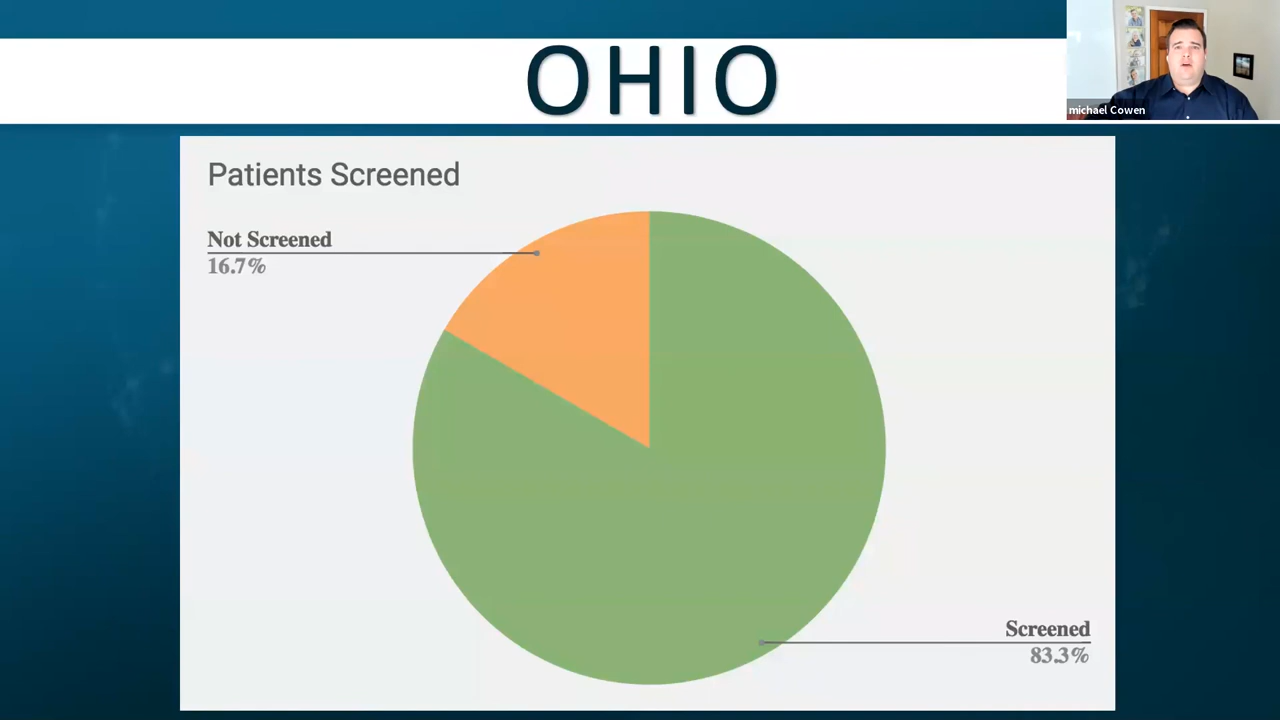 OHIO
michael Cowen
Patients Screened
Not Screened
16.7%
Screened
83.3%